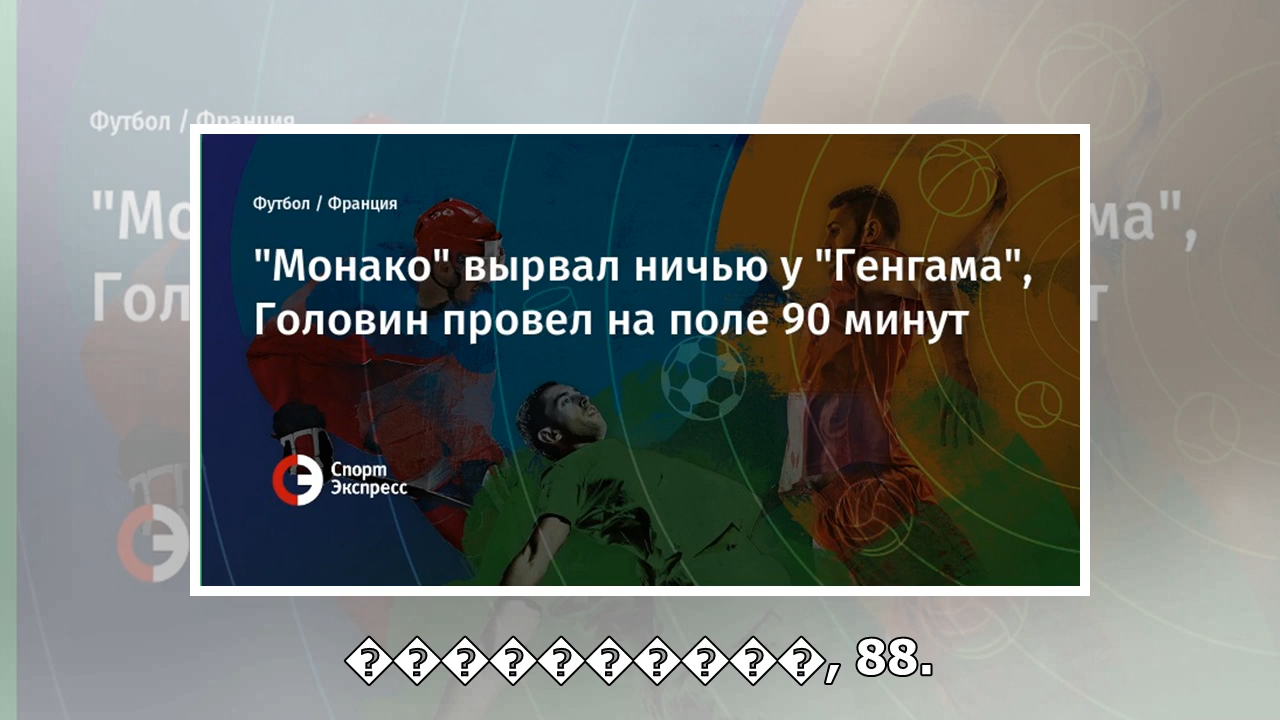 Футбол / Франция
"Монако" вырвал ничью у "Генгама",
Головин провел на поле 90 минут
Спорт
Экспресс
����������, 88.